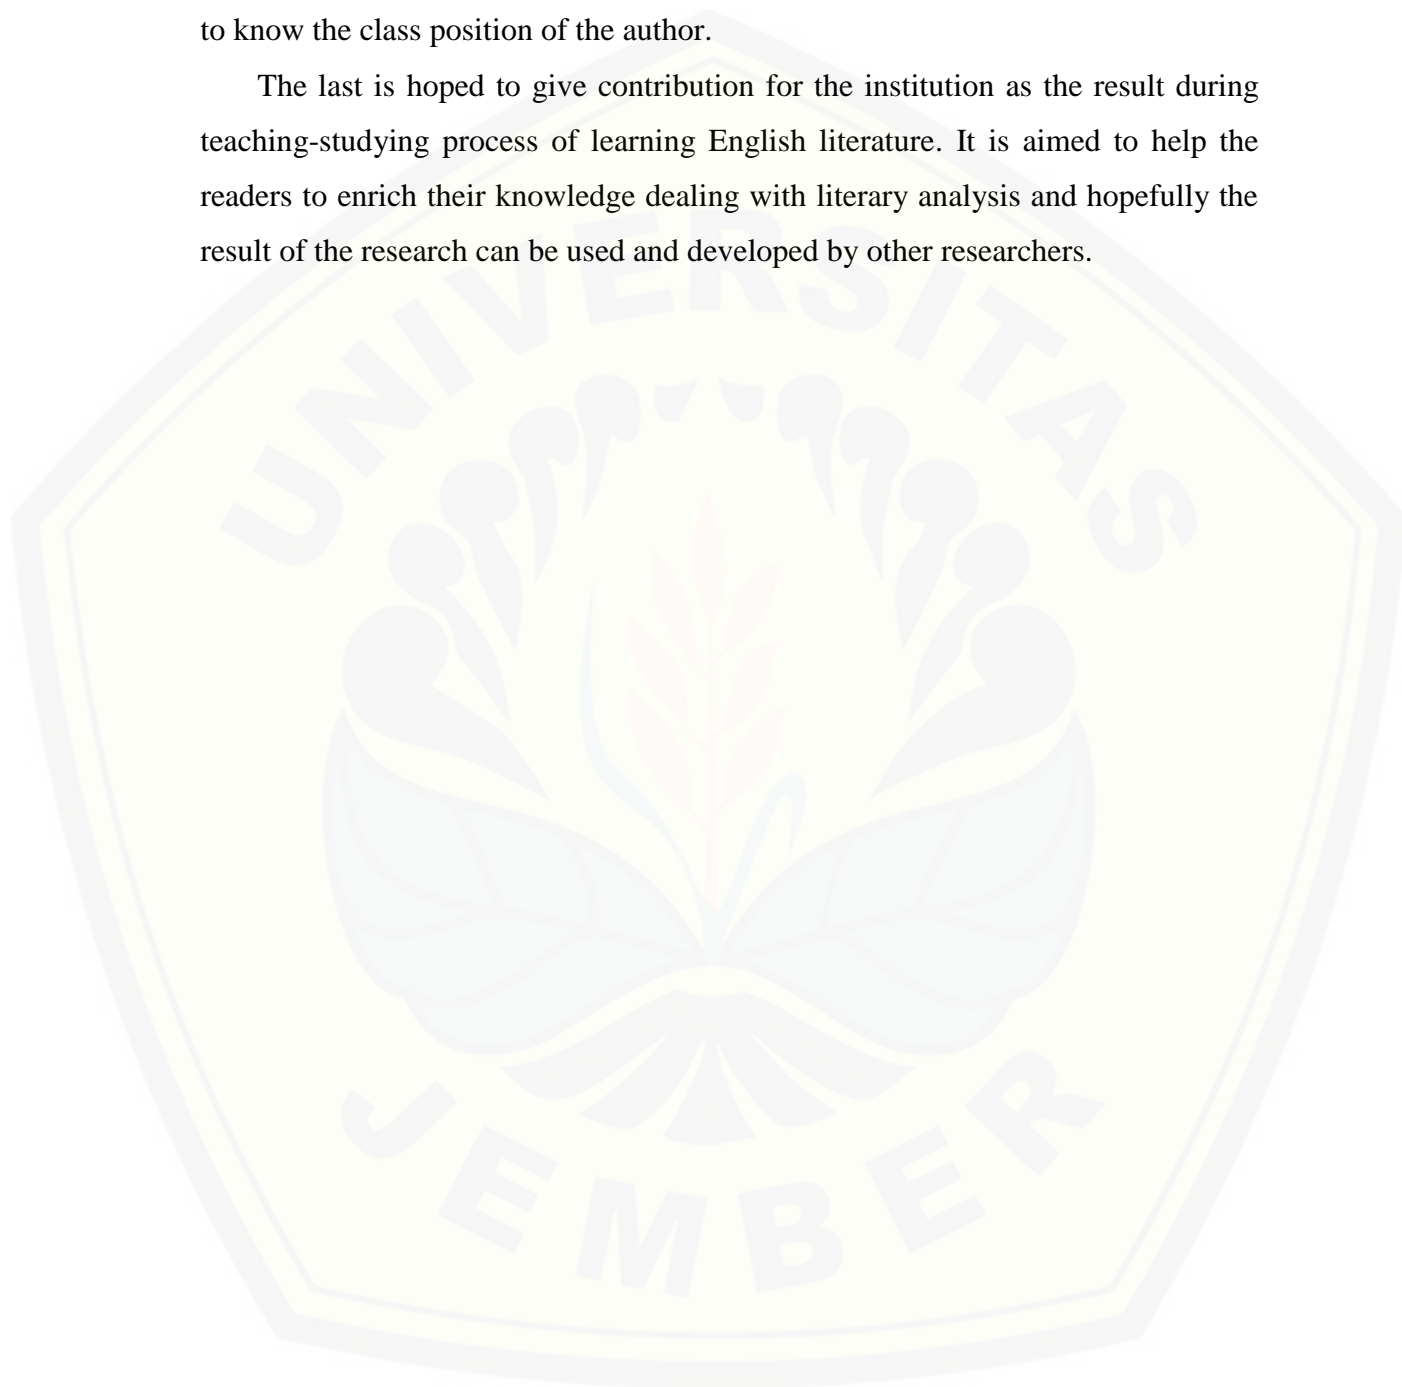 to know the class position of the author.
The last is hoped to give contribution for the institution as the result during
teaching-studying process of learning English literature. It is aimed to help the
readers to enrich their knowledge dealing with literary analysis and hopefully the
result of the research can be used and developed by other researchers.
UNIVERSITAS
JEMBER